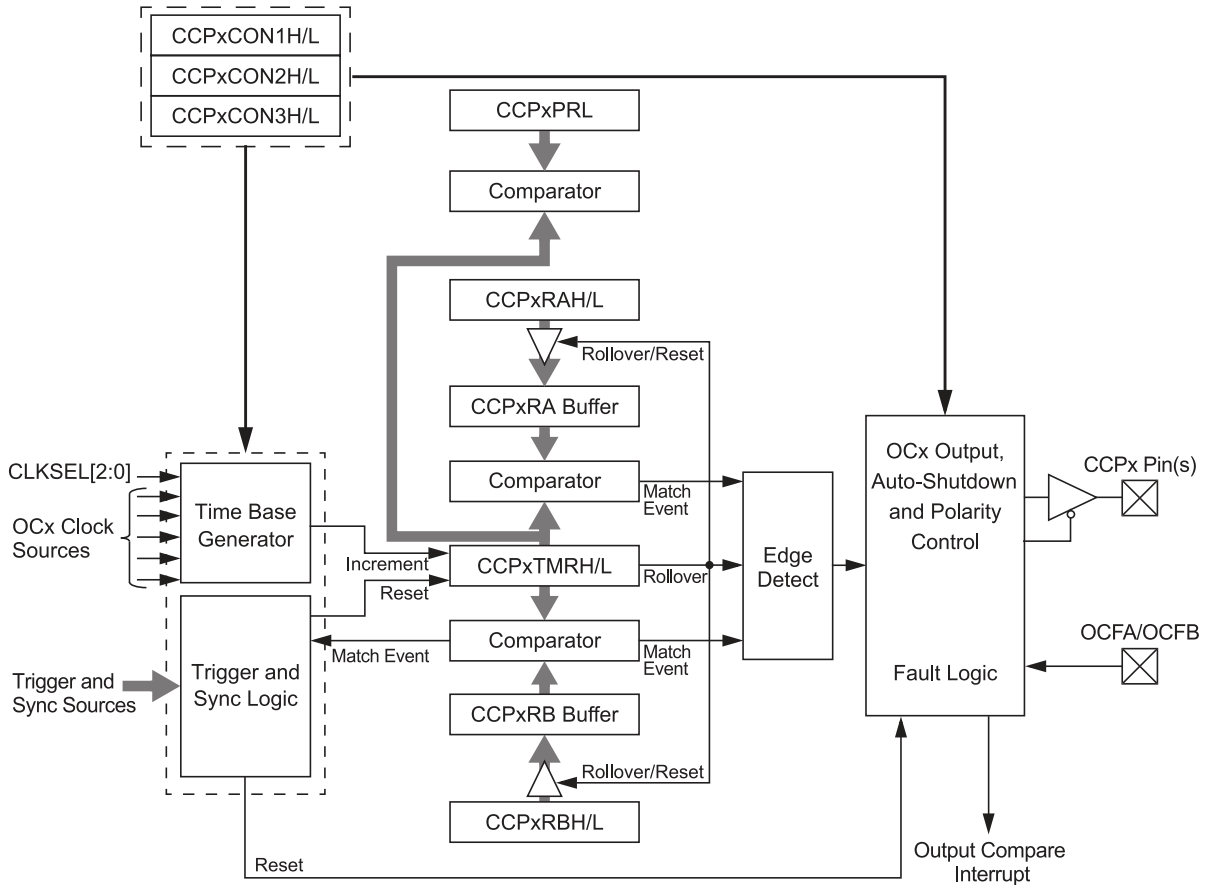 CCPxCON1H/L
CCPxCON2H/L
CCPxCON3H/L
CCPxPRL
Comparator
CCPxRAH/L
Rollover/Reset
CCPxRA Buffer
Comparator
Match
Event
CLKSEL[2:0]
OCx Clock
Sources
Time Base
Generator
Increment
Reset
CCPxTMRH/L
Rollover
Edge
Detect
OCx Output,
Auto-Shutdown
and Polarity
Control
Fault Logic
CCPx Pin(s)
OCFA/OCFB
Trigger and
Sync Sources
Trigger and
Sync Logic
Match Event
Comparator
Match
Event
CCPxRB Buffer
Rollover/Reset
CCPxRBH/L
Reset
Output Compare
Interrupt